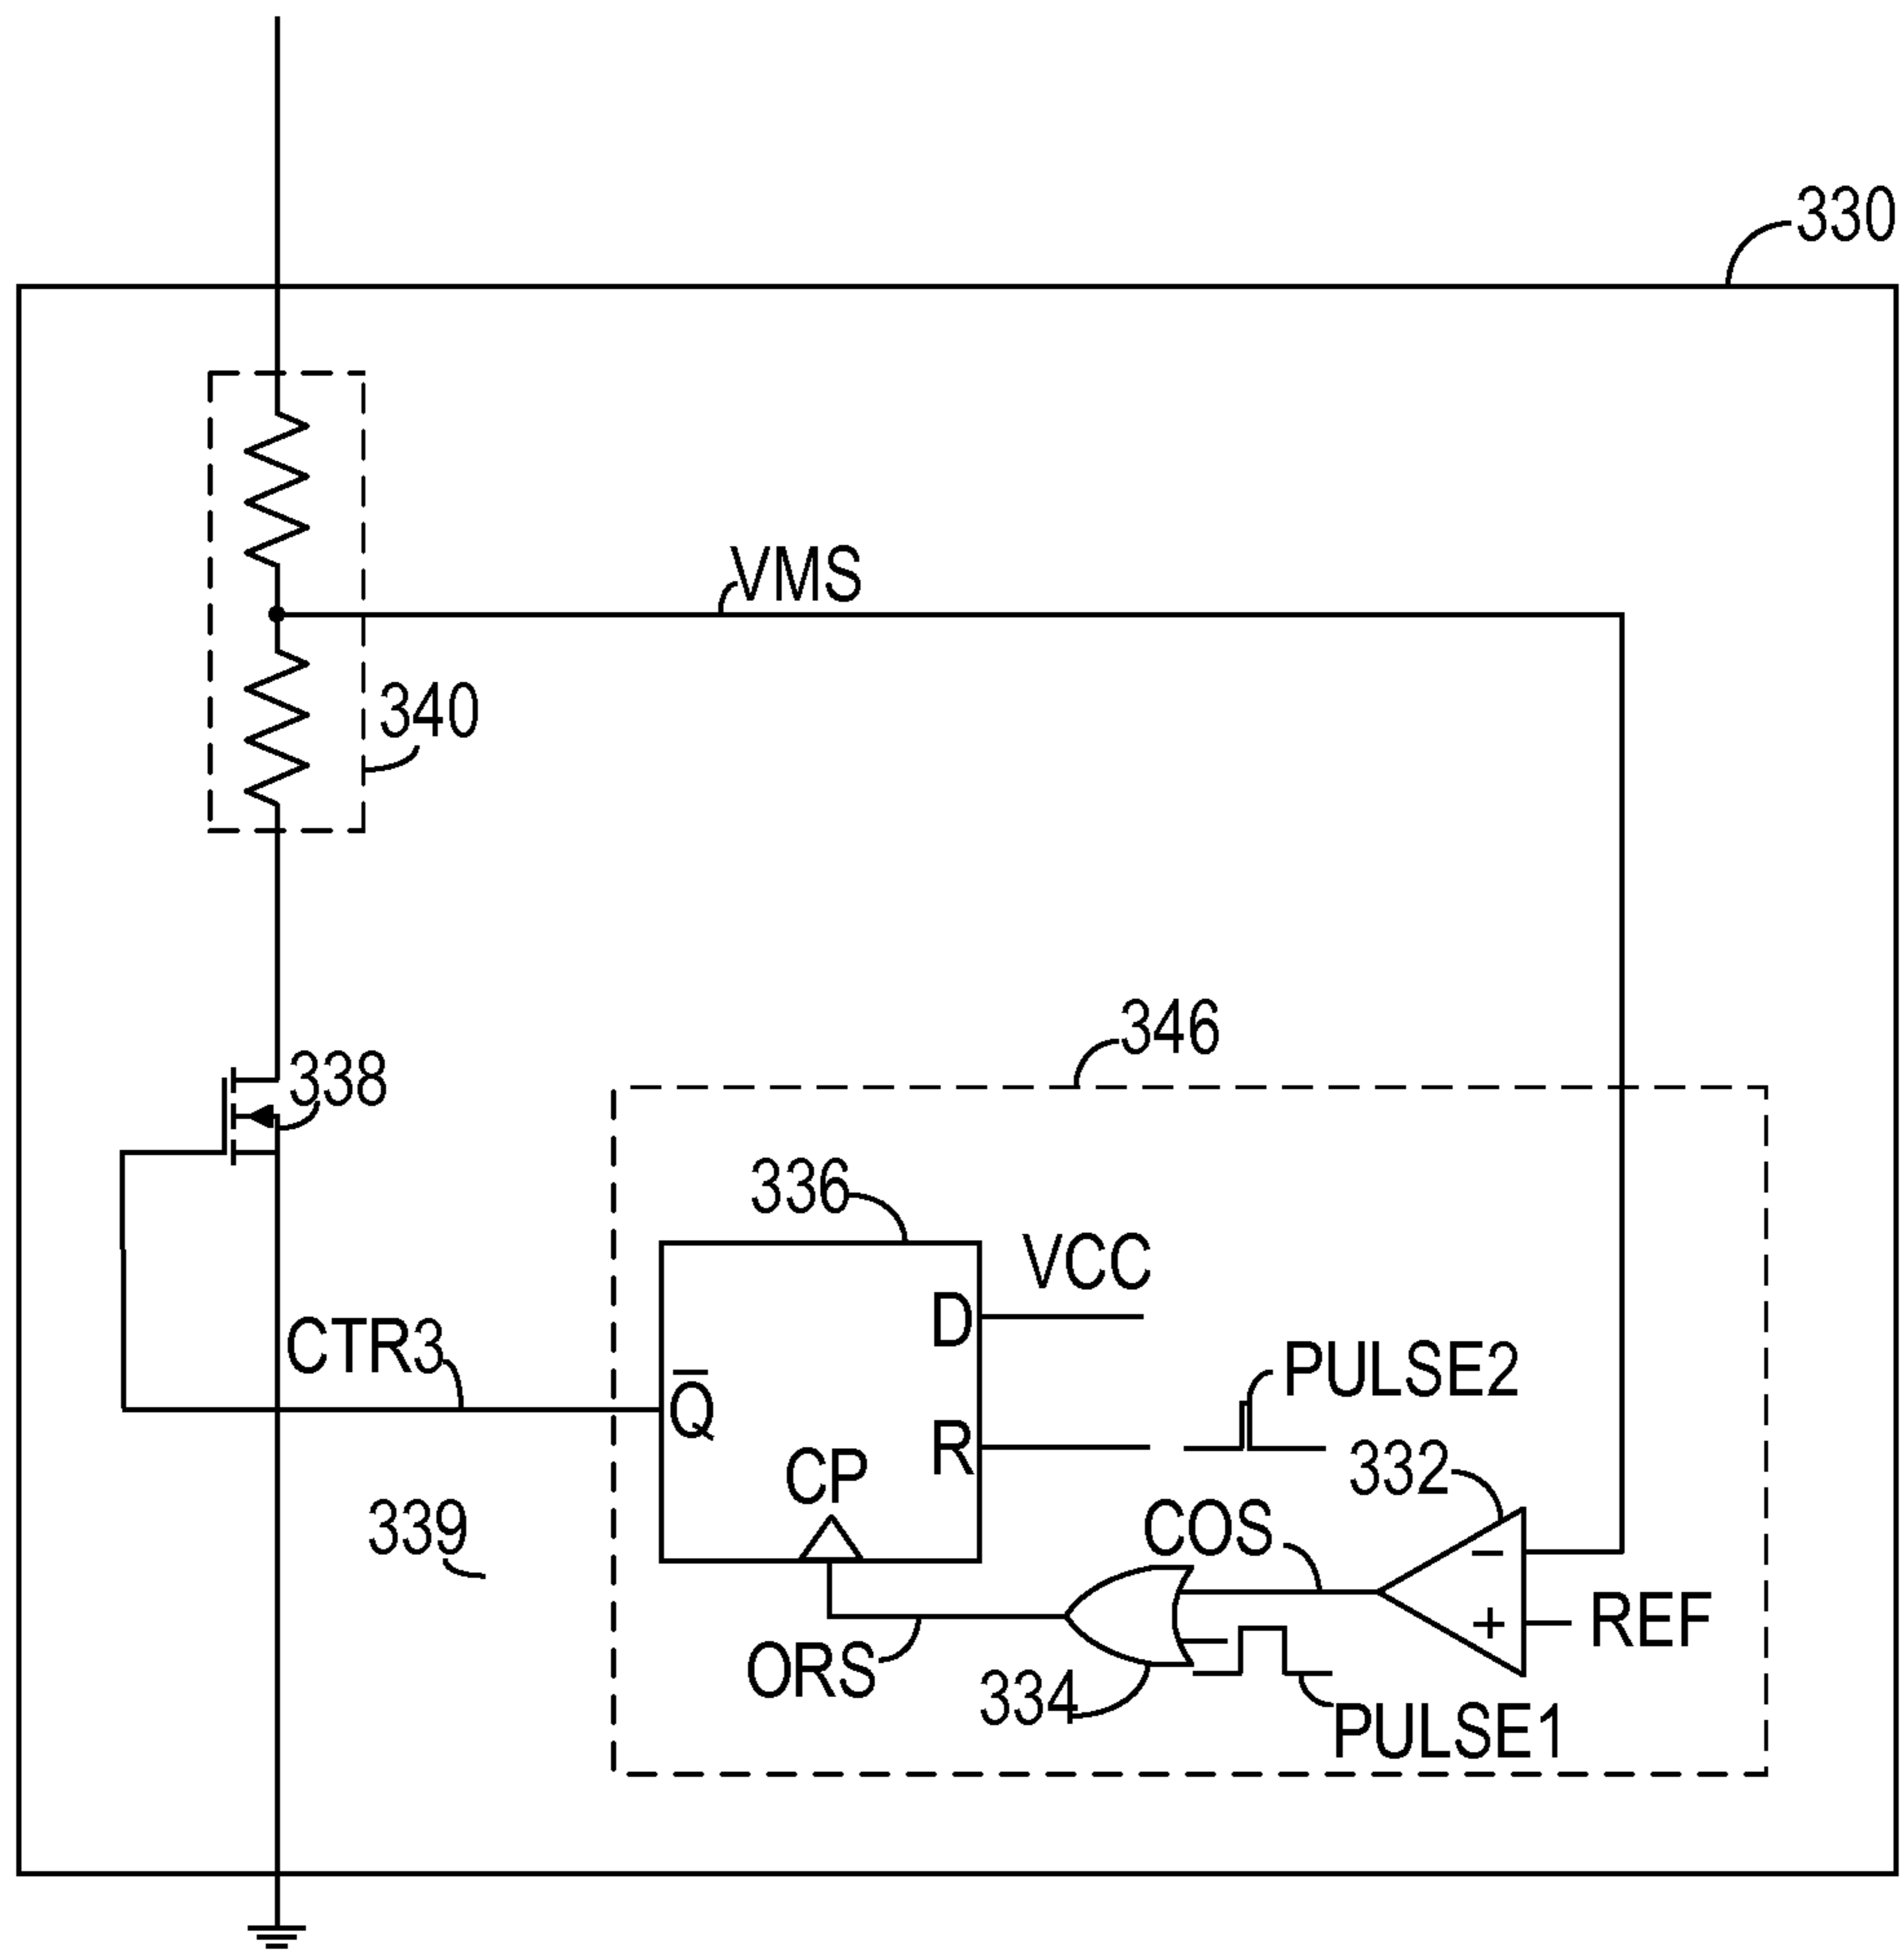 330
VMS
340
346
338
336
VCC
D
CTR3
PULSE2
Q̅
R
CP
332
339
COS
REF
ORS
334
PULSE1
−
+